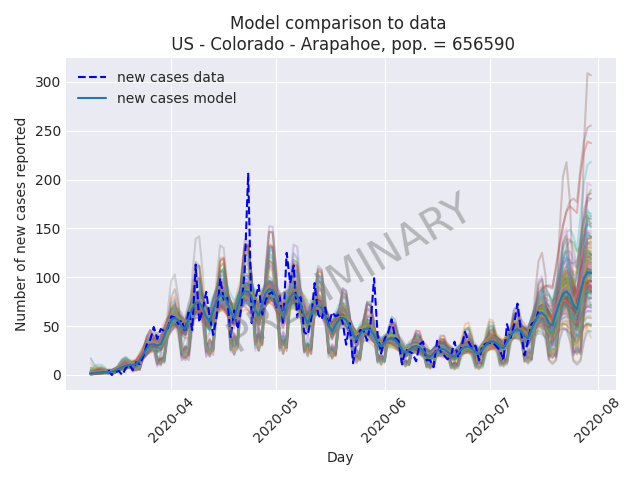 Model comparison to data
US - Colorado - Arapahoe, pop. = 656590
new cases data
new cases model
Number of new cases reported
300
250
200
150
100
50
0
2020-04
2020-05
2020-06
2020-07
2020-08
Day